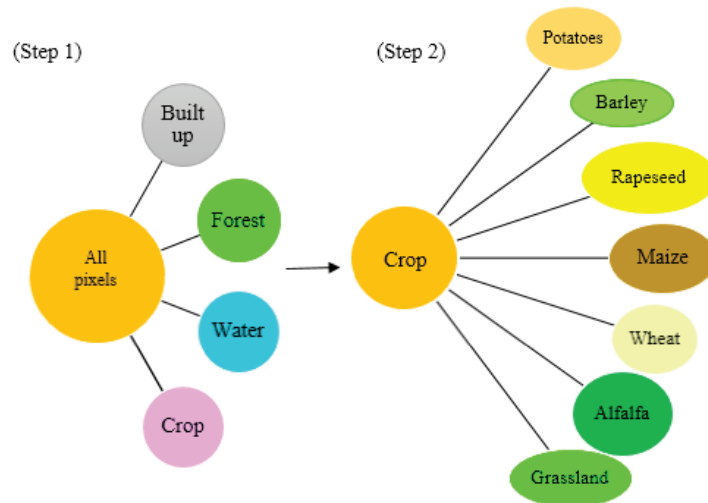 (Step 1)
Built
up
Forest
All
pixels
Water
Crop
(Step 2)
Potatoes
Barley
Rapeseed
Crop
Maize
Wheat
Alfalfa
Grassland